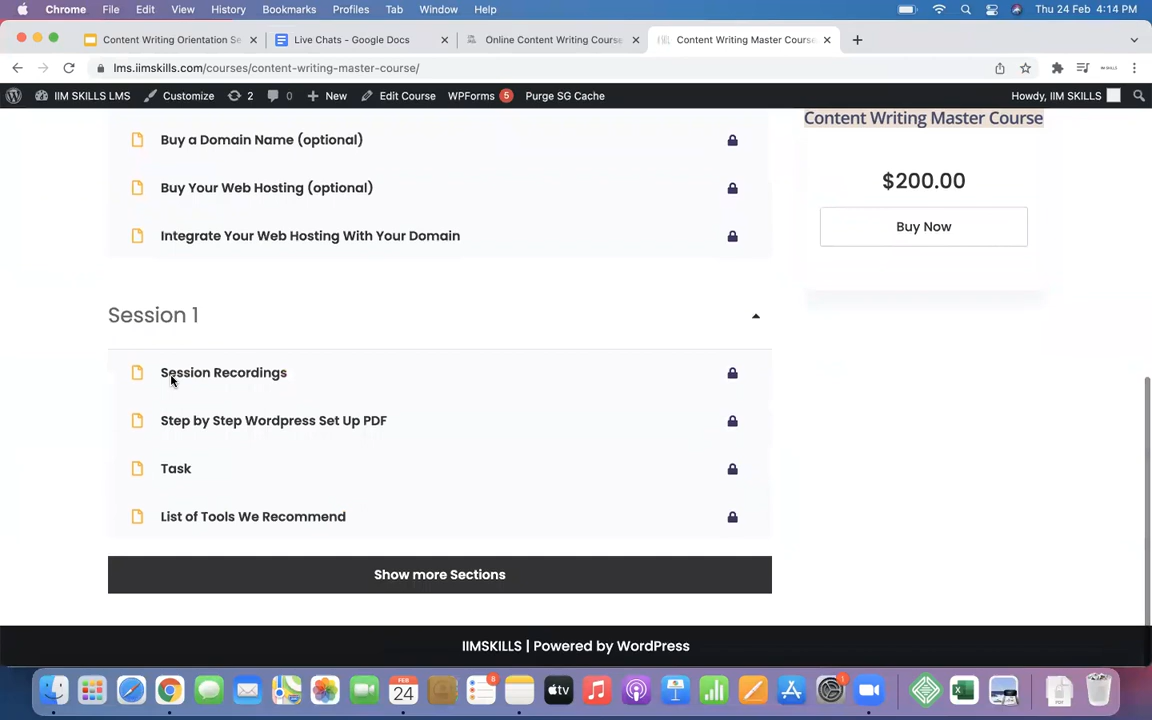 Chrome File Edit View History Bookmarks Profiles Tab Window Help Thu 24 Feb 4:14 PM
Content Writing Orientation Se Live Chats - Google Docs Online Content Writing Course Content Writing Master Course
lms.iimskills.com/courses/content-writing-master-course/
IIM SKILLS LMS Customize 2 0 New Edit Course WPForms 5 Purge SG Cache Howdy, IIM SKILLS
Content Writing Master Course
Buy a Domain Name (optional)
$200.00
Buy Your Web Hosting (optional)
Buy Now
Integrate Your Web Hosting With Your Domain
Session 1
Session Recordings
Step by Step Wordpress Set Up PDF
Task
List of Tools We Recommend
Show more Sections
IIMSKILLS | Powered by WordPress
FEB
24
8
tv
1